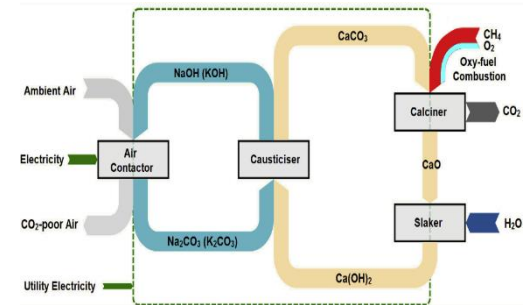 CaCO3
CH4
O2
Oxy-fuel
Combustion
NaOH (KOH)
Ambient Air
Calciner
CO2
Electricity
Air
Contactor
Causticiser
CaO
CO2-poor Air
Na2CO3 (K2CO3)
Slaker
H2O
Ca(OH)2
Utility Electricity